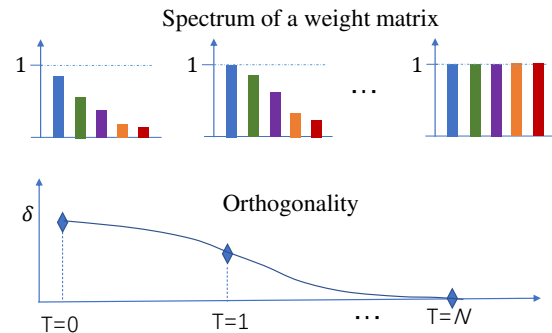 Spectrum of a weight matrix
1
1
...
1
Orthogonality
δ
T=0
T=1
...
T=N